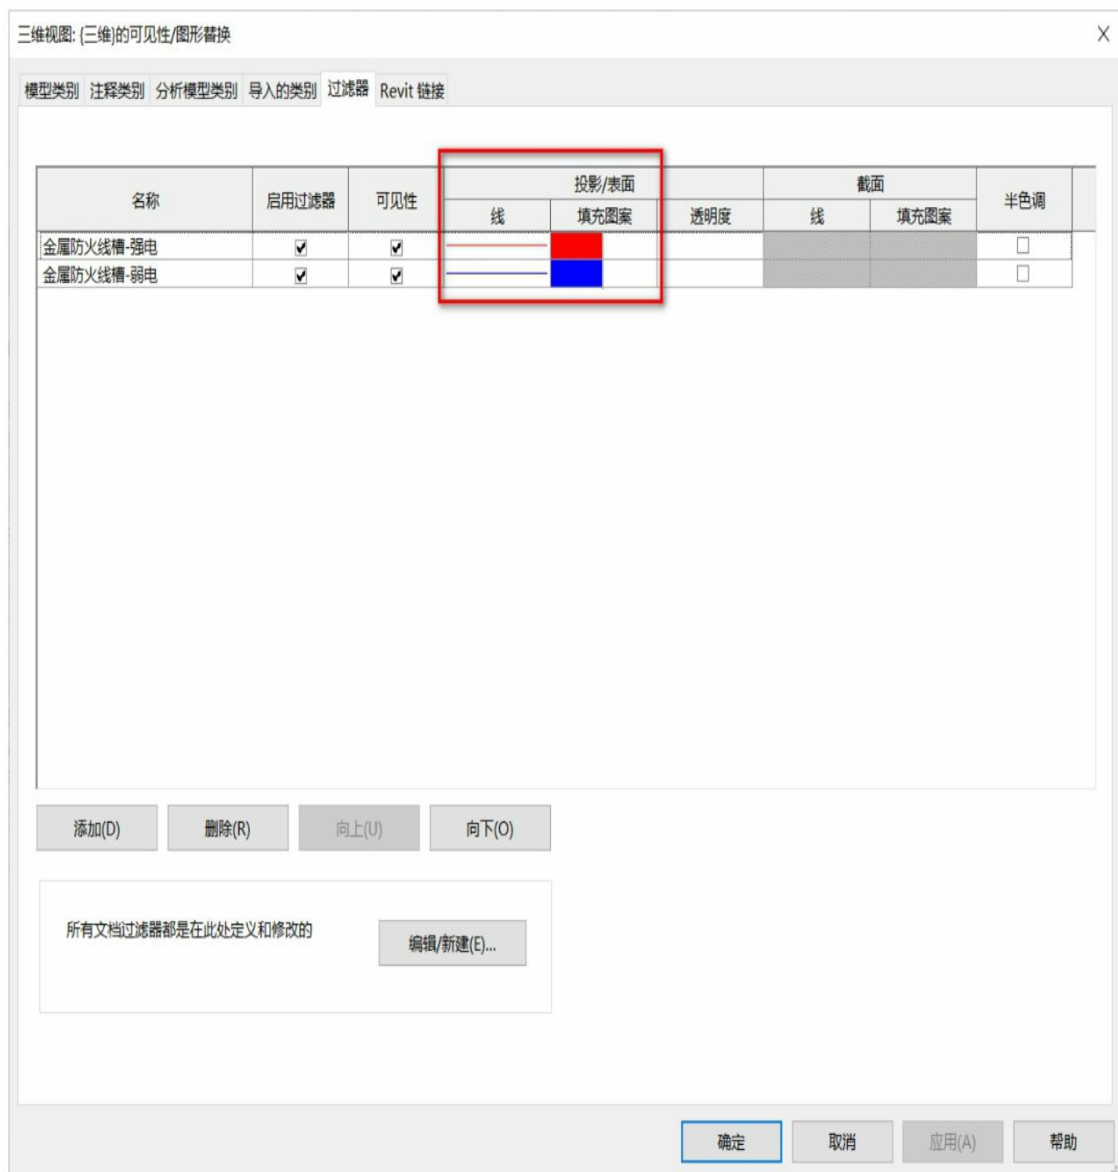 三维视图: {三维}的可见性/图形替换
模型类别 注释类别 分析模型类别 导入的类别 过滤器 Revit 链接
名称 启用过滤器 可见性 投影/表面 截面 半色调
线 填充图案 透明度 线 填充图案
金属防火线槽-强电
金属防火线槽-弱电
添加(D) 删除(R) 向上(U) 向下(O)
所有文档过滤器都是在此处定义和修改的
编辑/新建(E)...
确定 取消 应用(A) 帮助